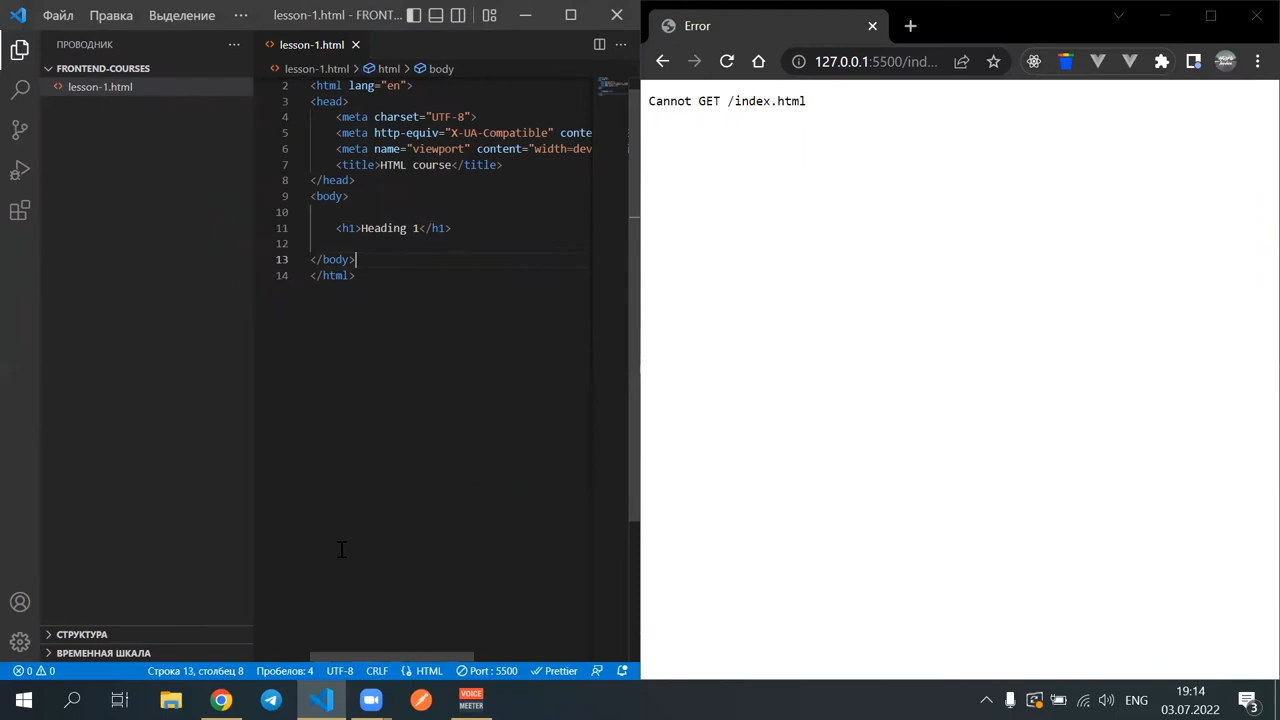 Файл Правка Выделение ··· lesson-1.html - FRONT...
ПРОВОДНИК ···
FRONTEND-COURSES
lesson-1.html
lesson-1.html
lesson-1.html > html > body
2 <html lang="en">
3 <head>
4 <meta charset="UTF-8">
5 <meta http-equiv="X-UA-Compatible" conte
6 <meta name="viewport" content="width=dev
7 <title>HTML course</title>
8 </head>
9 <body>
10
11 <h1>Heading 1</h1>
12
13 </body>
14 </html>
СТРУКТУРА
ВРЕМЕННАЯ ШКАЛА
0 0 Строка 13, столбец 8 Пробелов: 4 UTF-8 CRLF HTML Port : 5500 Prettier
Error
127.0.0.1:5500/ind...
Cannot GET /index.html
VOICE
MEETER
ENG
19:14
03.07.2022
3